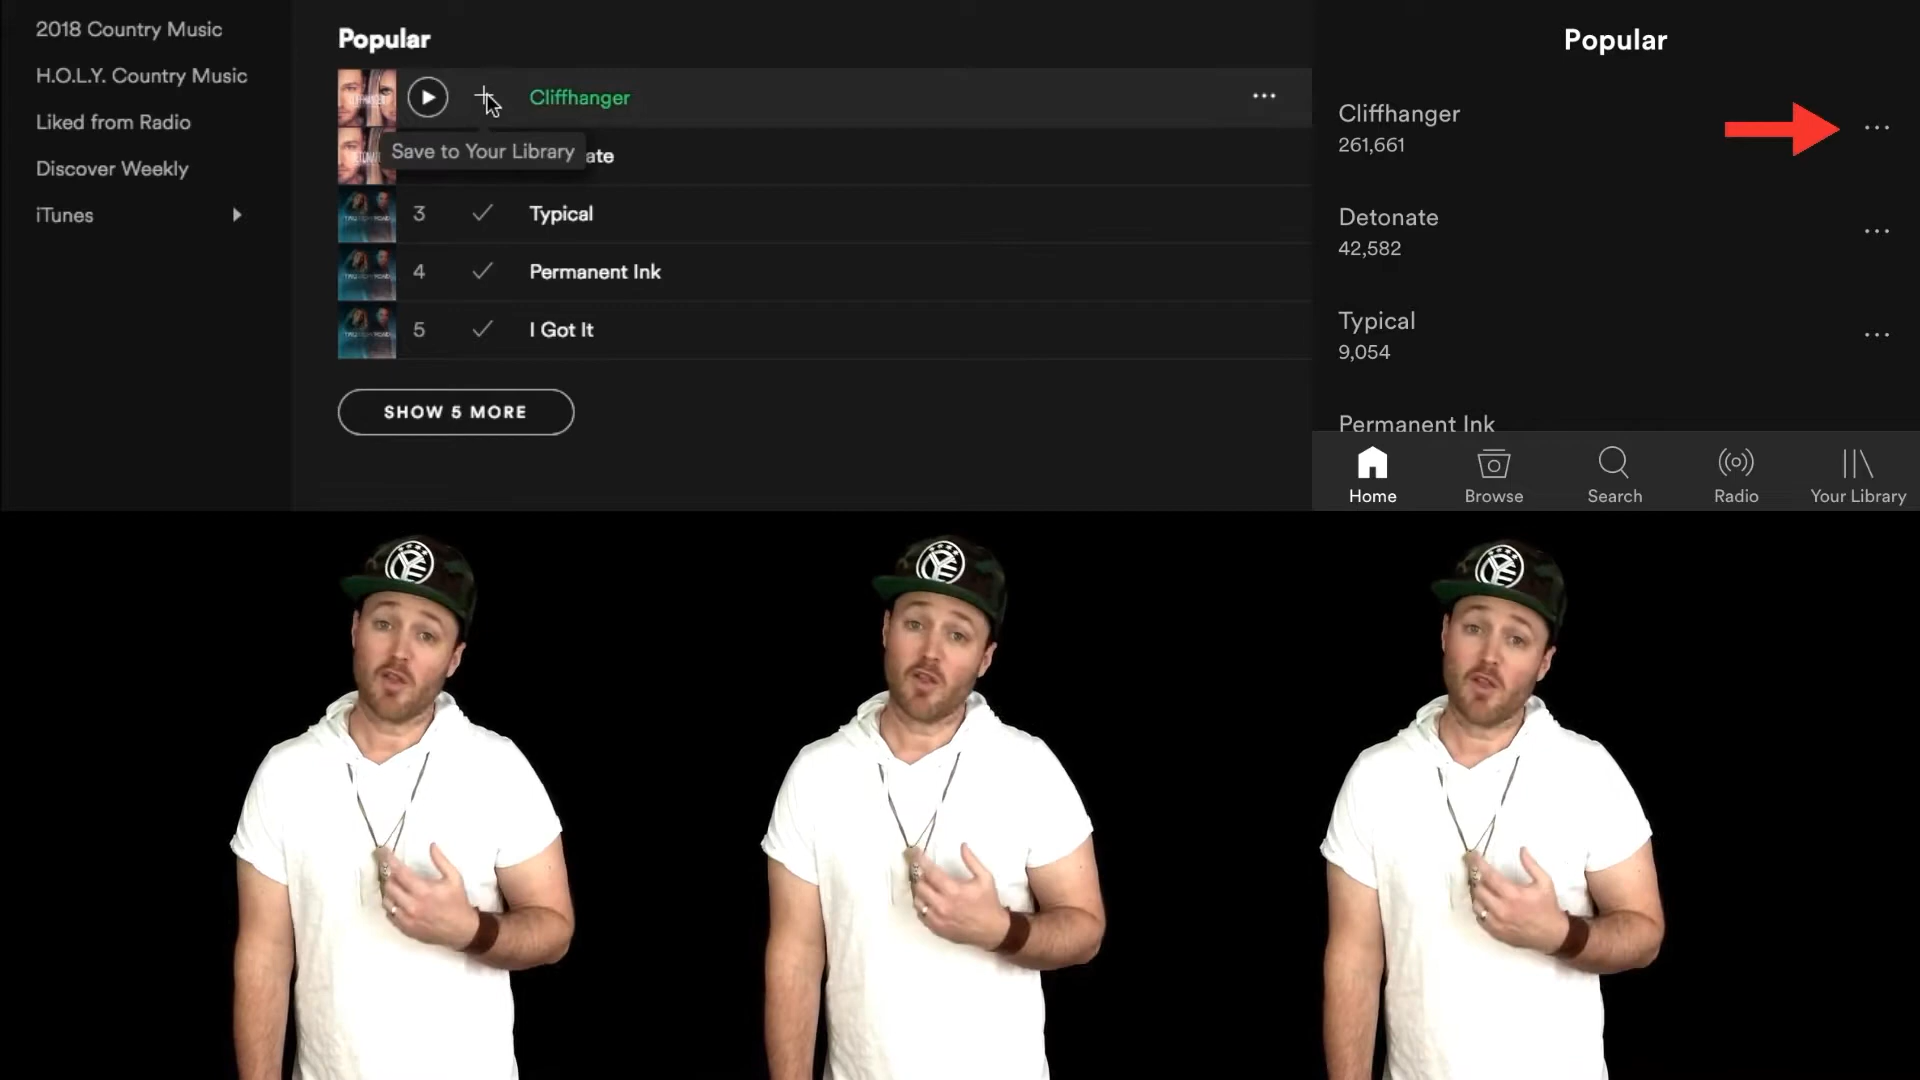 2018 Country Music
H.O.L.Y. Country Music
Liked from Radio
Discover Weekly
iTunes
Popular
Cliffhanger
Save to Your Library
ate
3 Typical
4 Permanent Ink
5 I Got It
SHOW 5 MORE
Popular
Cliffhanger
261,661
Detonate
42,582
Typical
9,054
Permanent Ink
Home
Browse
Search
Radio
Your Library